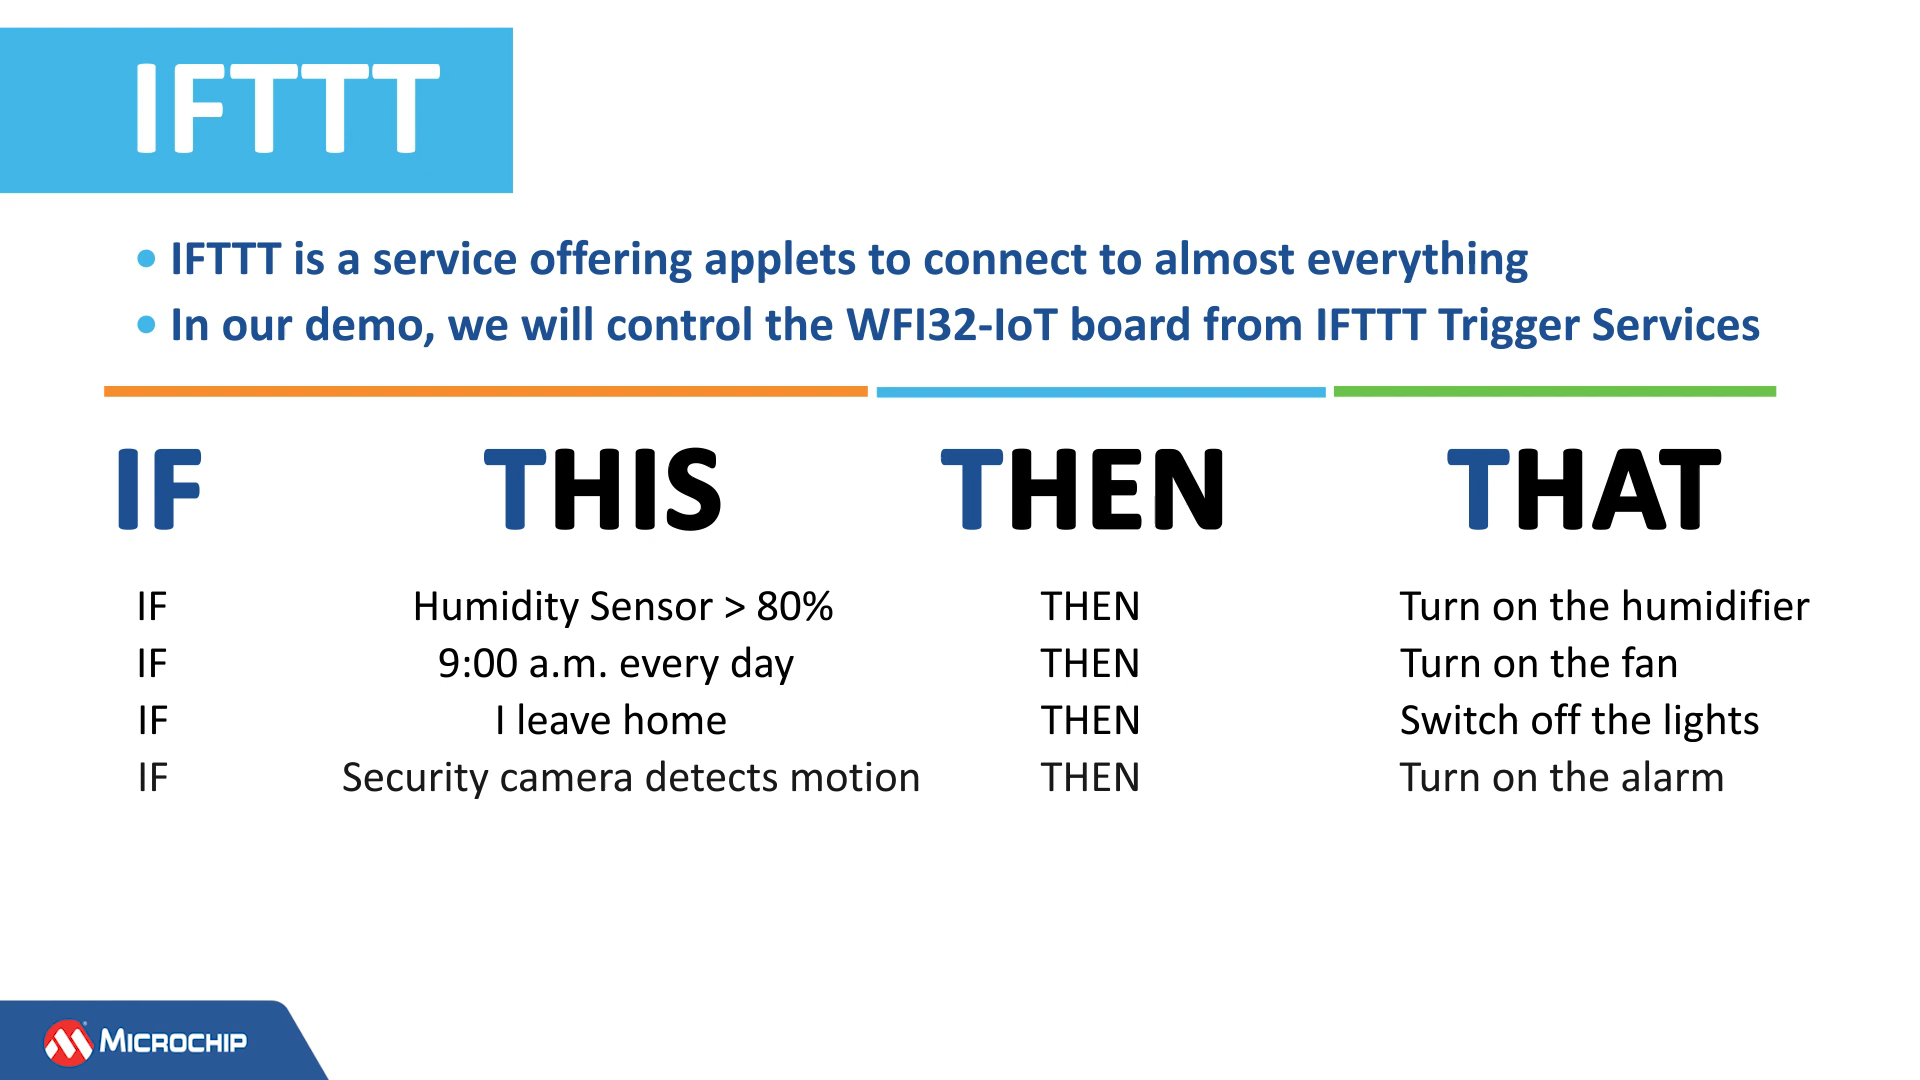 IFTTT
• IFTTT is a service offering applets to connect to almost everything
• In our demo, we will control the WFI32-IoT board from IFTTT Trigger Services
IF THIS THEN THAT
IF Humidity Sensor > 80% THEN Turn on the humidifier
IF 9:00 a.m. every day THEN Turn on the fan
IF I leave home THEN Switch off the lights
IF Security camera detects motion THEN Turn on the alarm
MICROCHIP